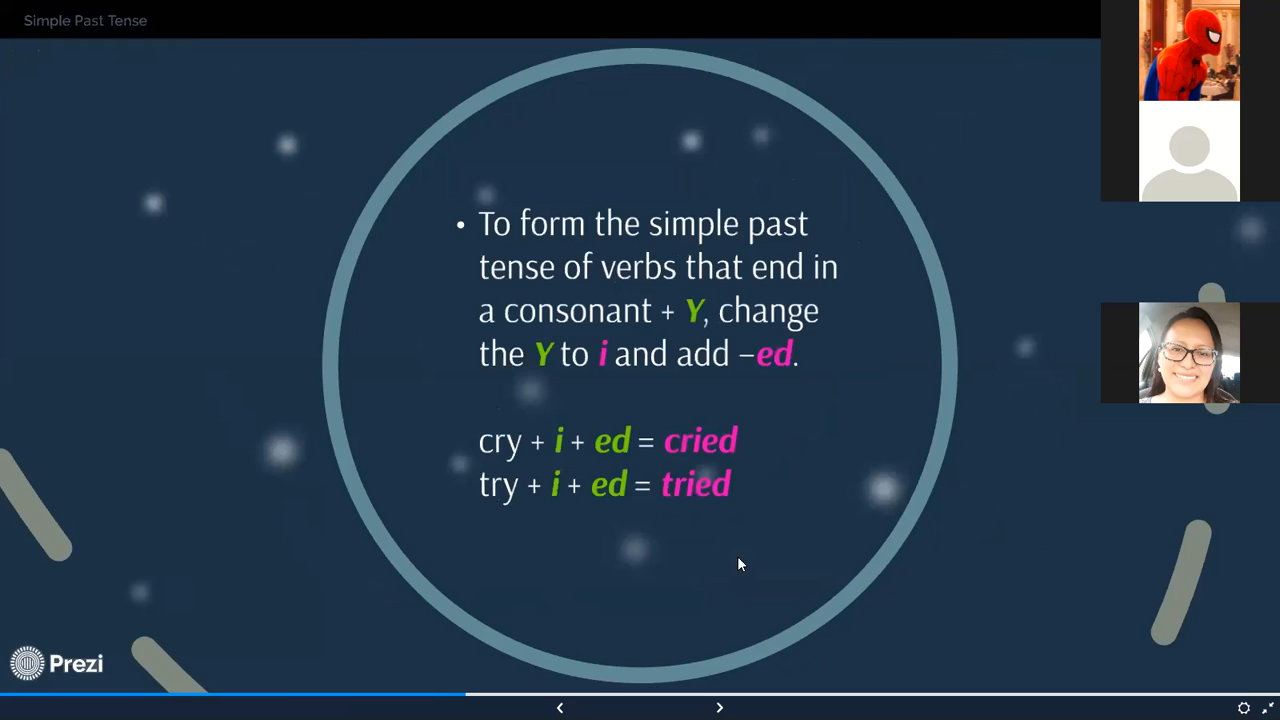 Simple Past Tense
• To form the simple past
tense of verbs that end in
a consonant + Y, change
the Y to i and add –ed.
cry + i + ed = cried
try + i + ed = tried
Prezi